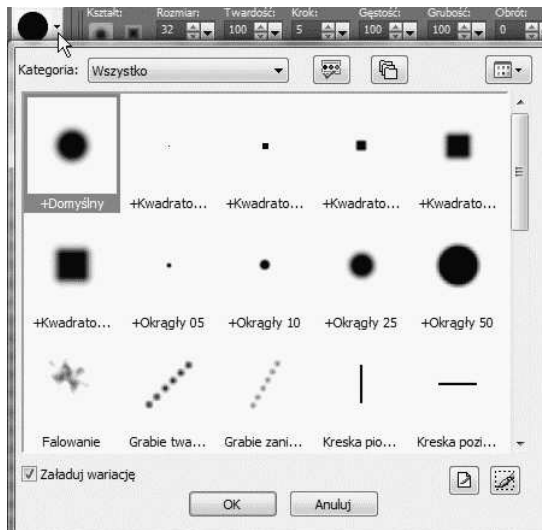 Kształt: Rozmiar: Twardość: Krok: Gęstość: Grubość: Obrót:
32 100 5 100 100 0
Kategoria: Wszystko
+Domyślny +Kwadrato... +Kwadrato... +Kwadrato... +Kwadrato...
+Kwadrato... +Okrągły 05 +Okrągły 10 +Okrągły 25 +Okrągły 50
Falowanie Grabie twa... Grabie zani... Kreska pio... Kreska pozi...
Załaduj wariację
OK Anuluj